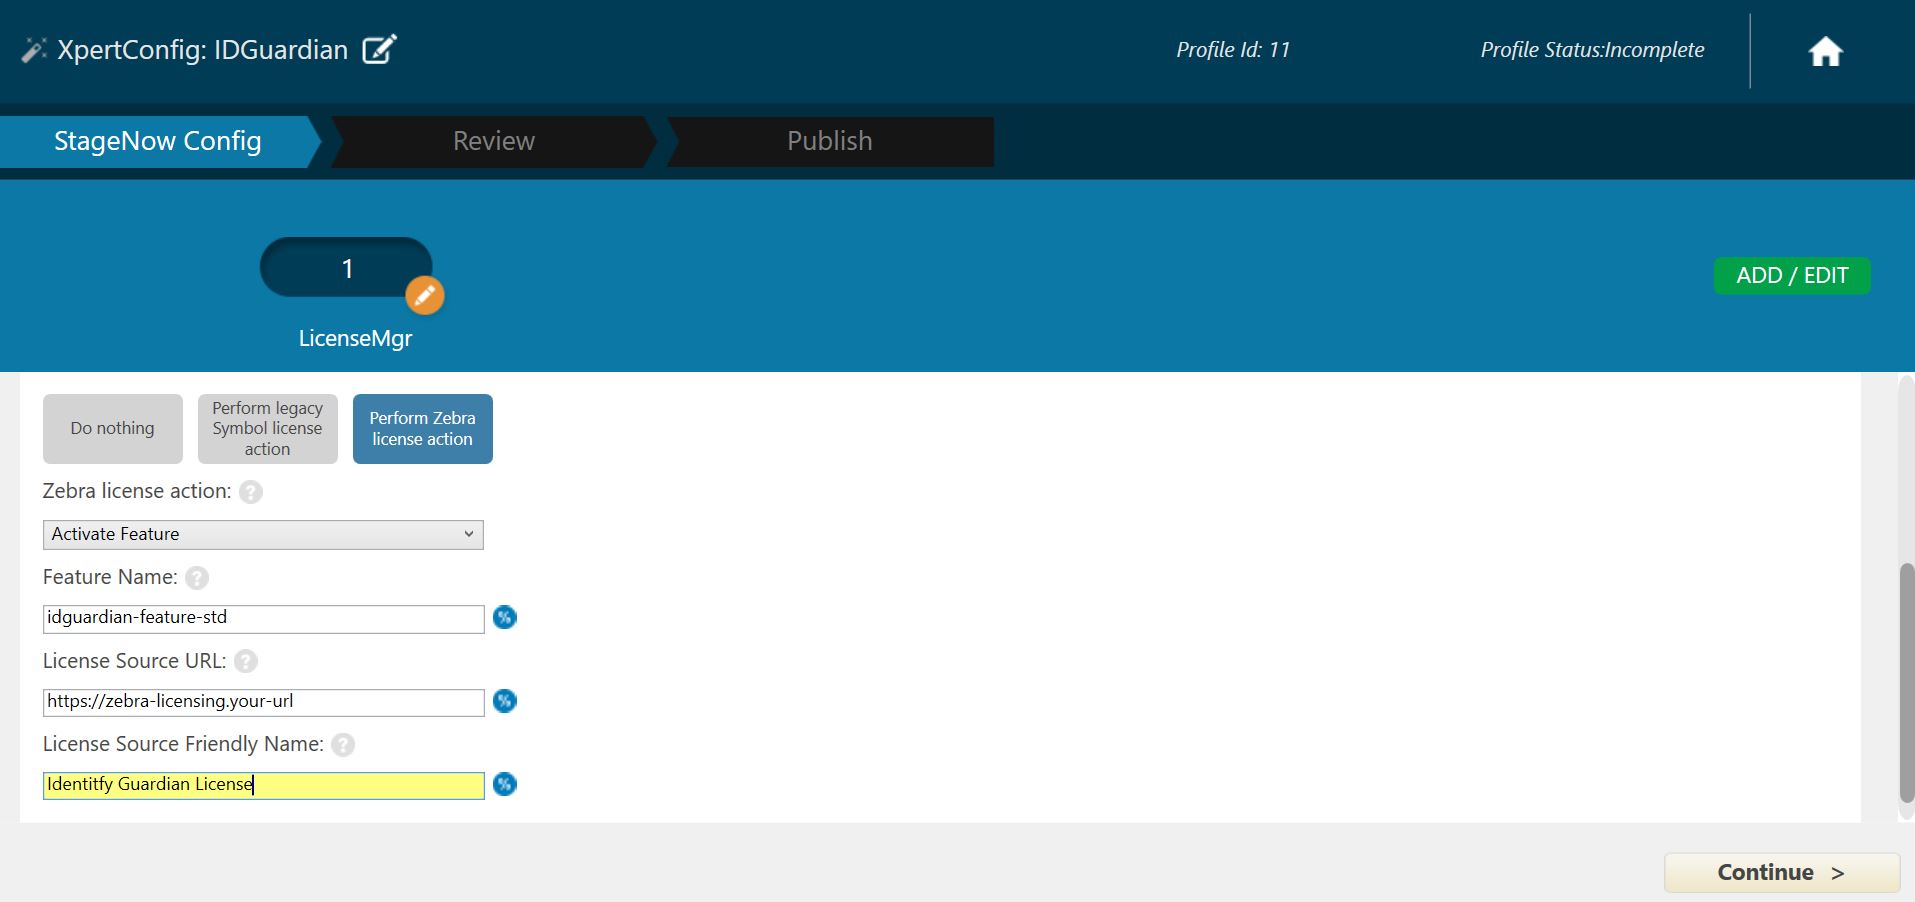 XpertConfig: IDGuardian
Profile Id: 11
Profile Status:Incomplete
StageNow Config
Review
Publish
1
ADD / EDIT
LicenseMgr
Do nothing
Perform legacy
Symbol license
action
Perform Zebra
license action
Zebra license action: ?
Activate Feature
Feature Name: ?
idguardian-feature-std
License Source URL: ?
https://zebra-licensing.your-url
License Source Friendly Name: ?
Identitfy Guardian License
Continue >